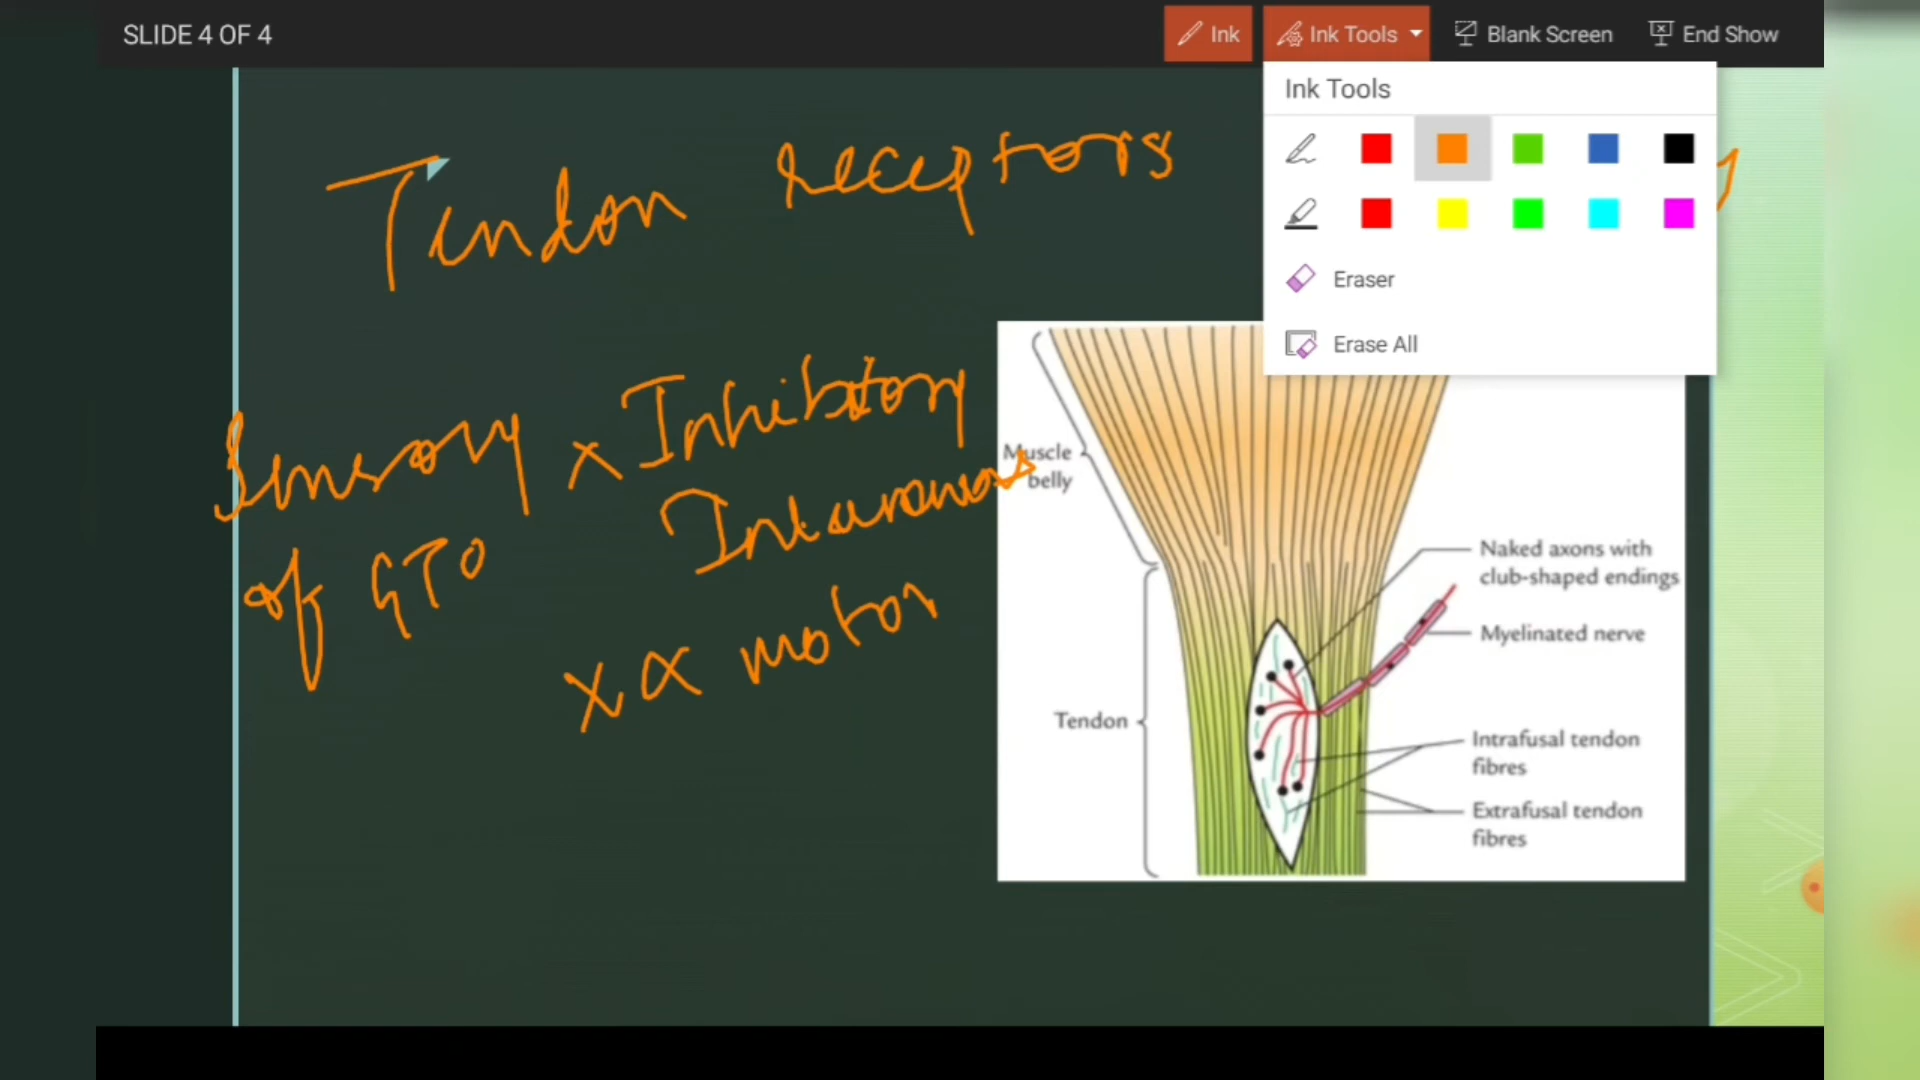 SLIDE 4 OF 4
Ink
Ink Tools
Blank Screen
End Show
Ink Tools
Eraser
Erase All
Tendon receptors
Sensory x Inhibitory
of GTO
x α motor
Muscle
belly
Naked axons with
club-shaped endings
Myelinated nerve
Tendon
Intrafusal tendon
fibres
Extrafusal tendon
fibres